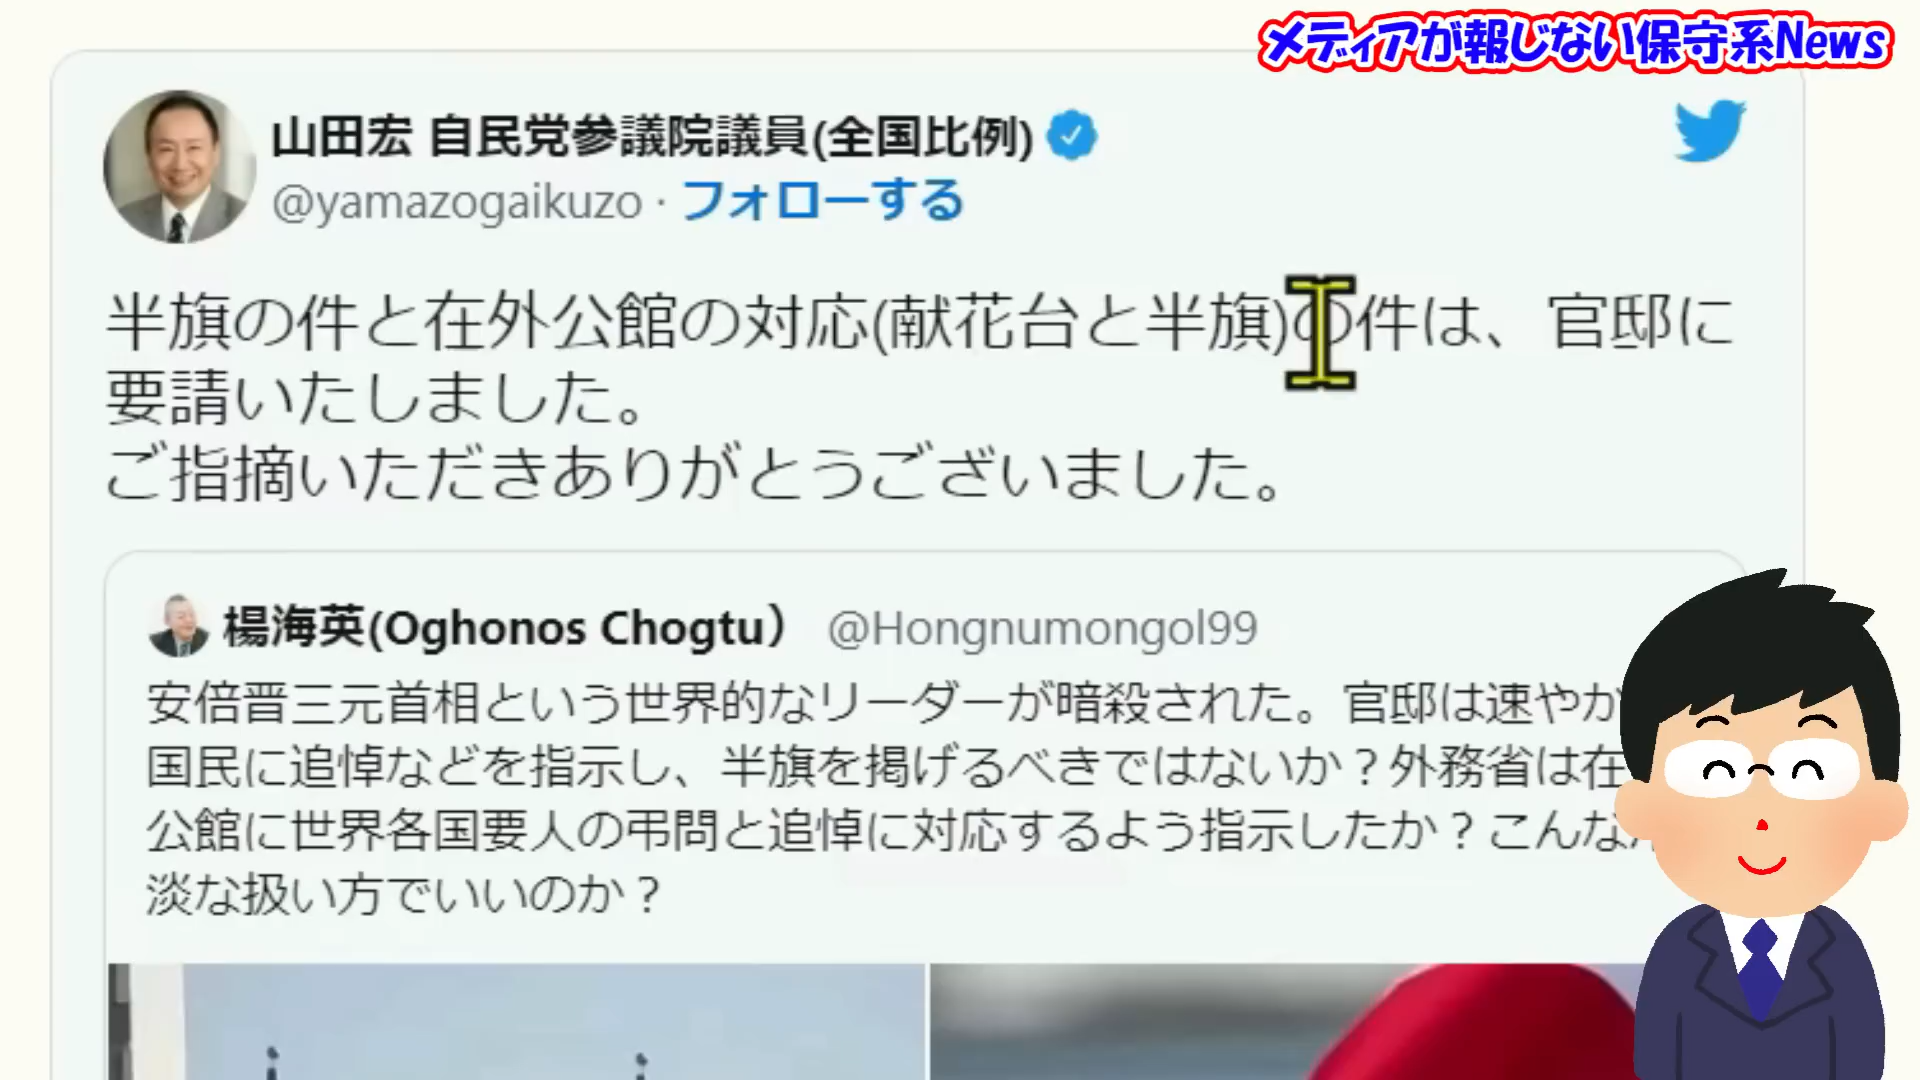 メディアが報じない保守系News
山田宏 自民党参議院議員(全国比例)
@yamazogaikuzo · フォローする
半旗の件と在外公館の対応(献花台と半旗)の件は、官邸に
要請いたしました。
ご指摘いただきありがとうございました。
楊海英(Oghonos Chogtu） @Hongnumongol99
安倍晋三元首相という世界的なリーダーが暗殺された。官邸は速やか
国民に追悼などを指示し、半旗を掲げるべきではないか？外務省は在
公館に世界各国要人の弔問と追悼に対応するよう指示したか？こんな
淡な扱い方でいいのか？